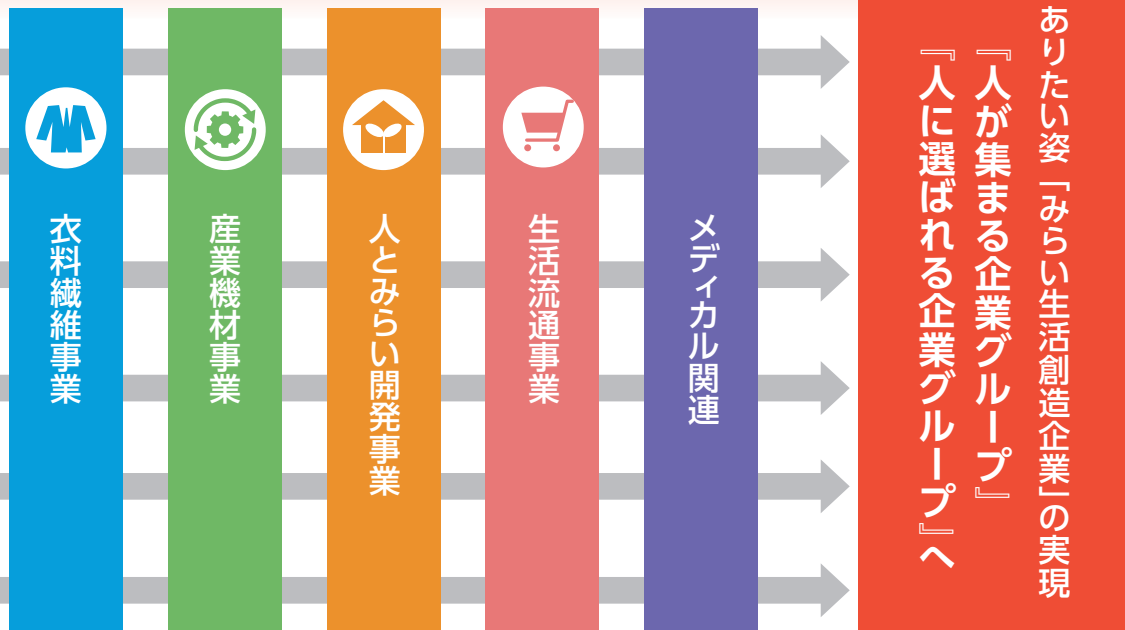 衣料繊維事業
産業機材事業
人とみらい開発事業
生活流通事業
メディカル関連
ありたい姿「みらい生活創造企業」の実現
『人が集まる企業グループ』
『人に選ばれる企業グループ』へ